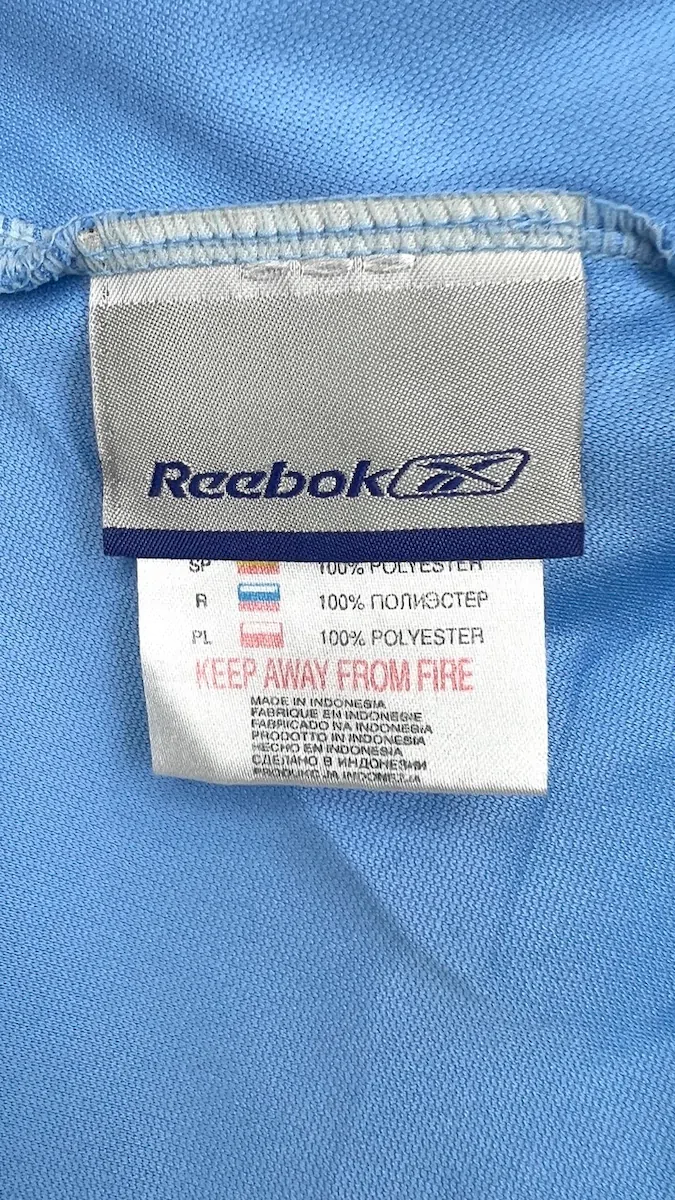 Reebok
SP 100% POLYESTER
R 100% ПОЛИЭСТЕР
PL 100% POLYESTER
KEEP AWAY FROM FIRE
MADE IN INDONESIA
FABRIQUE EN INDONESIE
FABRICADO NA INDONESIA
PRODOTTO IN INDONESIA
HECHO EN INDONESIA
СДЕЛАНО В ИНДОНЕЗИИ